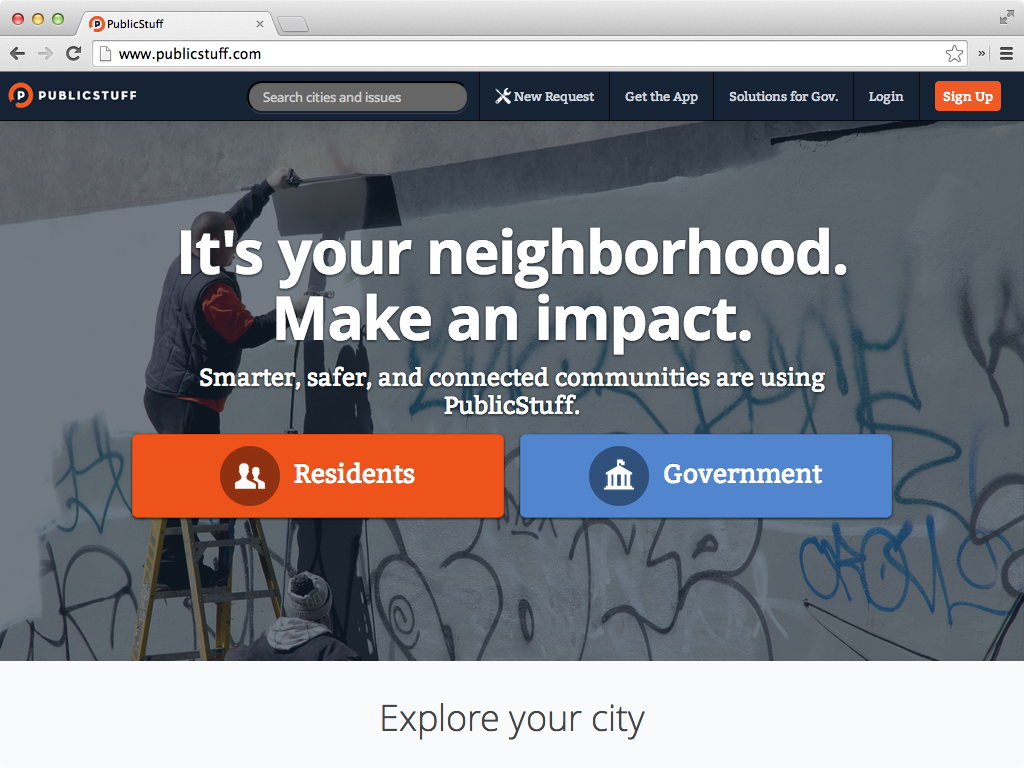 PublicStuff
www.publicstuff.com
PUBLICSTUFF
Search cities and issues
New Request
Get the App
Solutions for Gov.
Login
Sign Up
It's your neighborhood.
Make an impact.
Smarter, safer, and connected communities are using
PublicStuff.
Residents
Government
Explore your city